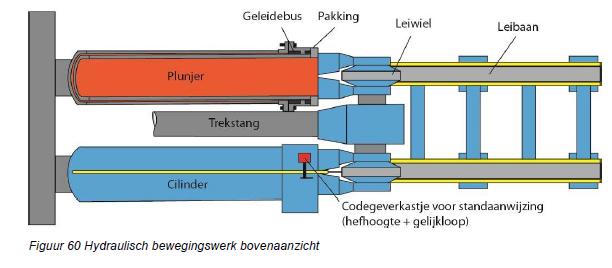 Geleidebus Pakking
Leiwiel
Leibaan
Plunjer
Trekstang
Cilinder
Codegeverkastje voor standaanwijzing
(hefhoogte + gelijkloop)
Figuur 60 Hydraulisch bewegingswerk bovenaanzicht